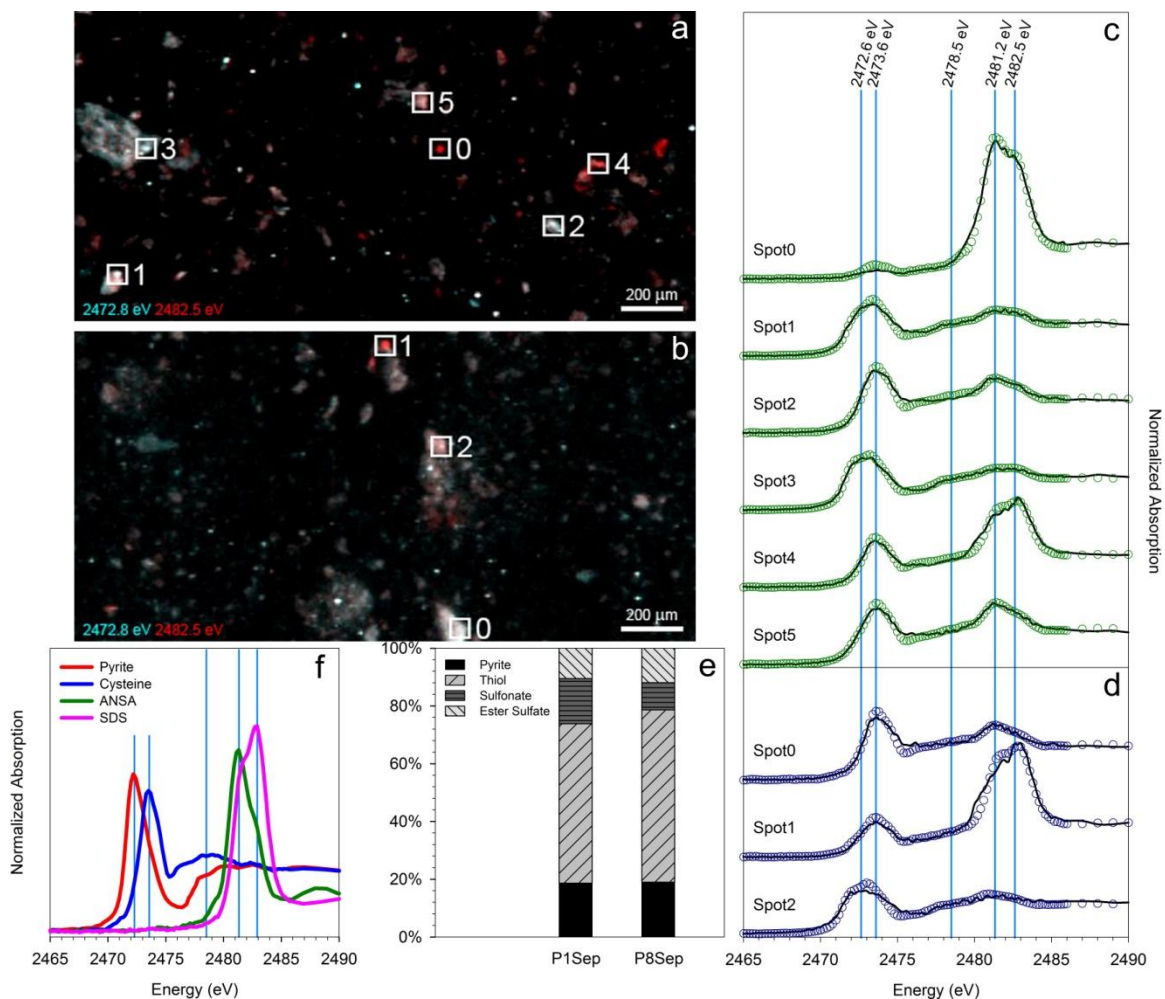 a
5
3
0
4
2
1
2472.8 eV 2482.5 eV
200 µm
b
1
2
0
2472.8 eV 2482.5 eV
200 µm
c
2472.6 eV
2473.6 eV
2478.5 eV
2481.2 eV
2482.5 eV
Spot0
Spot1
Spot2
Spot3
Spot4
Spot5
Normalized Absorption
d
Spot0
Spot1
Spot2
2465 2470 2475 2480 2485 2490
Energy (eV)
f
Pyrite
Cysteine
ANSA
SDS
Normalized Absorption
2465 2470 2475 2480 2485 2490
Energy (eV)
e
100%
80%
60%
40%
20%
0%
Pyrite
Thiol
Sulfonate
Ester Sulfate
P1Sep P8Sep